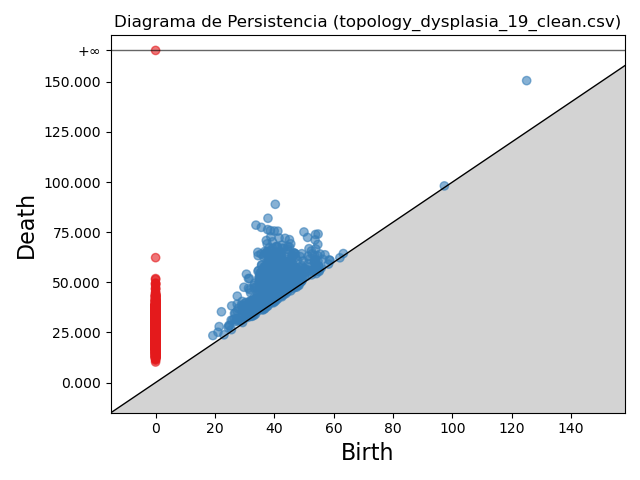 Diagrama de Persistencia (topology_dysplasia_19_clean.csv)
+∞
150.000
125.000
100.000
75.000
50.000
25.000
0.000
Death
0 20 40 60 80 100 120 140
Birth